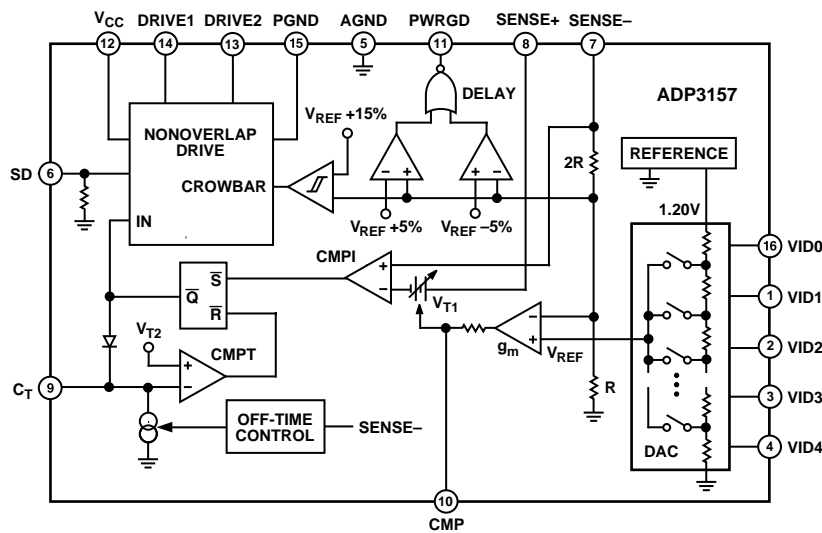 VCC DRIVE1 DRIVE2 PGND AGND PWRGD SENSE+ SENSE–
12 14 13 15 5 11 8 7
DELAY
ADP3157
VREF +15%
NONOVERLAP
DRIVE
2R
REFERENCE
SD 6
CROWBAR
– + – +
1.20V
IN
VREF +5% VREF –5%
16 VID0
CMPI
+
–
S
Q
R
VT1
1 VID1
VT2
–
+
gm
VREF
2 VID2
CMPT
+
–
CT 9
R
3 VID3
OFF-TIME
CONTROL
SENSE–
DAC
4 VID4
10
CMP